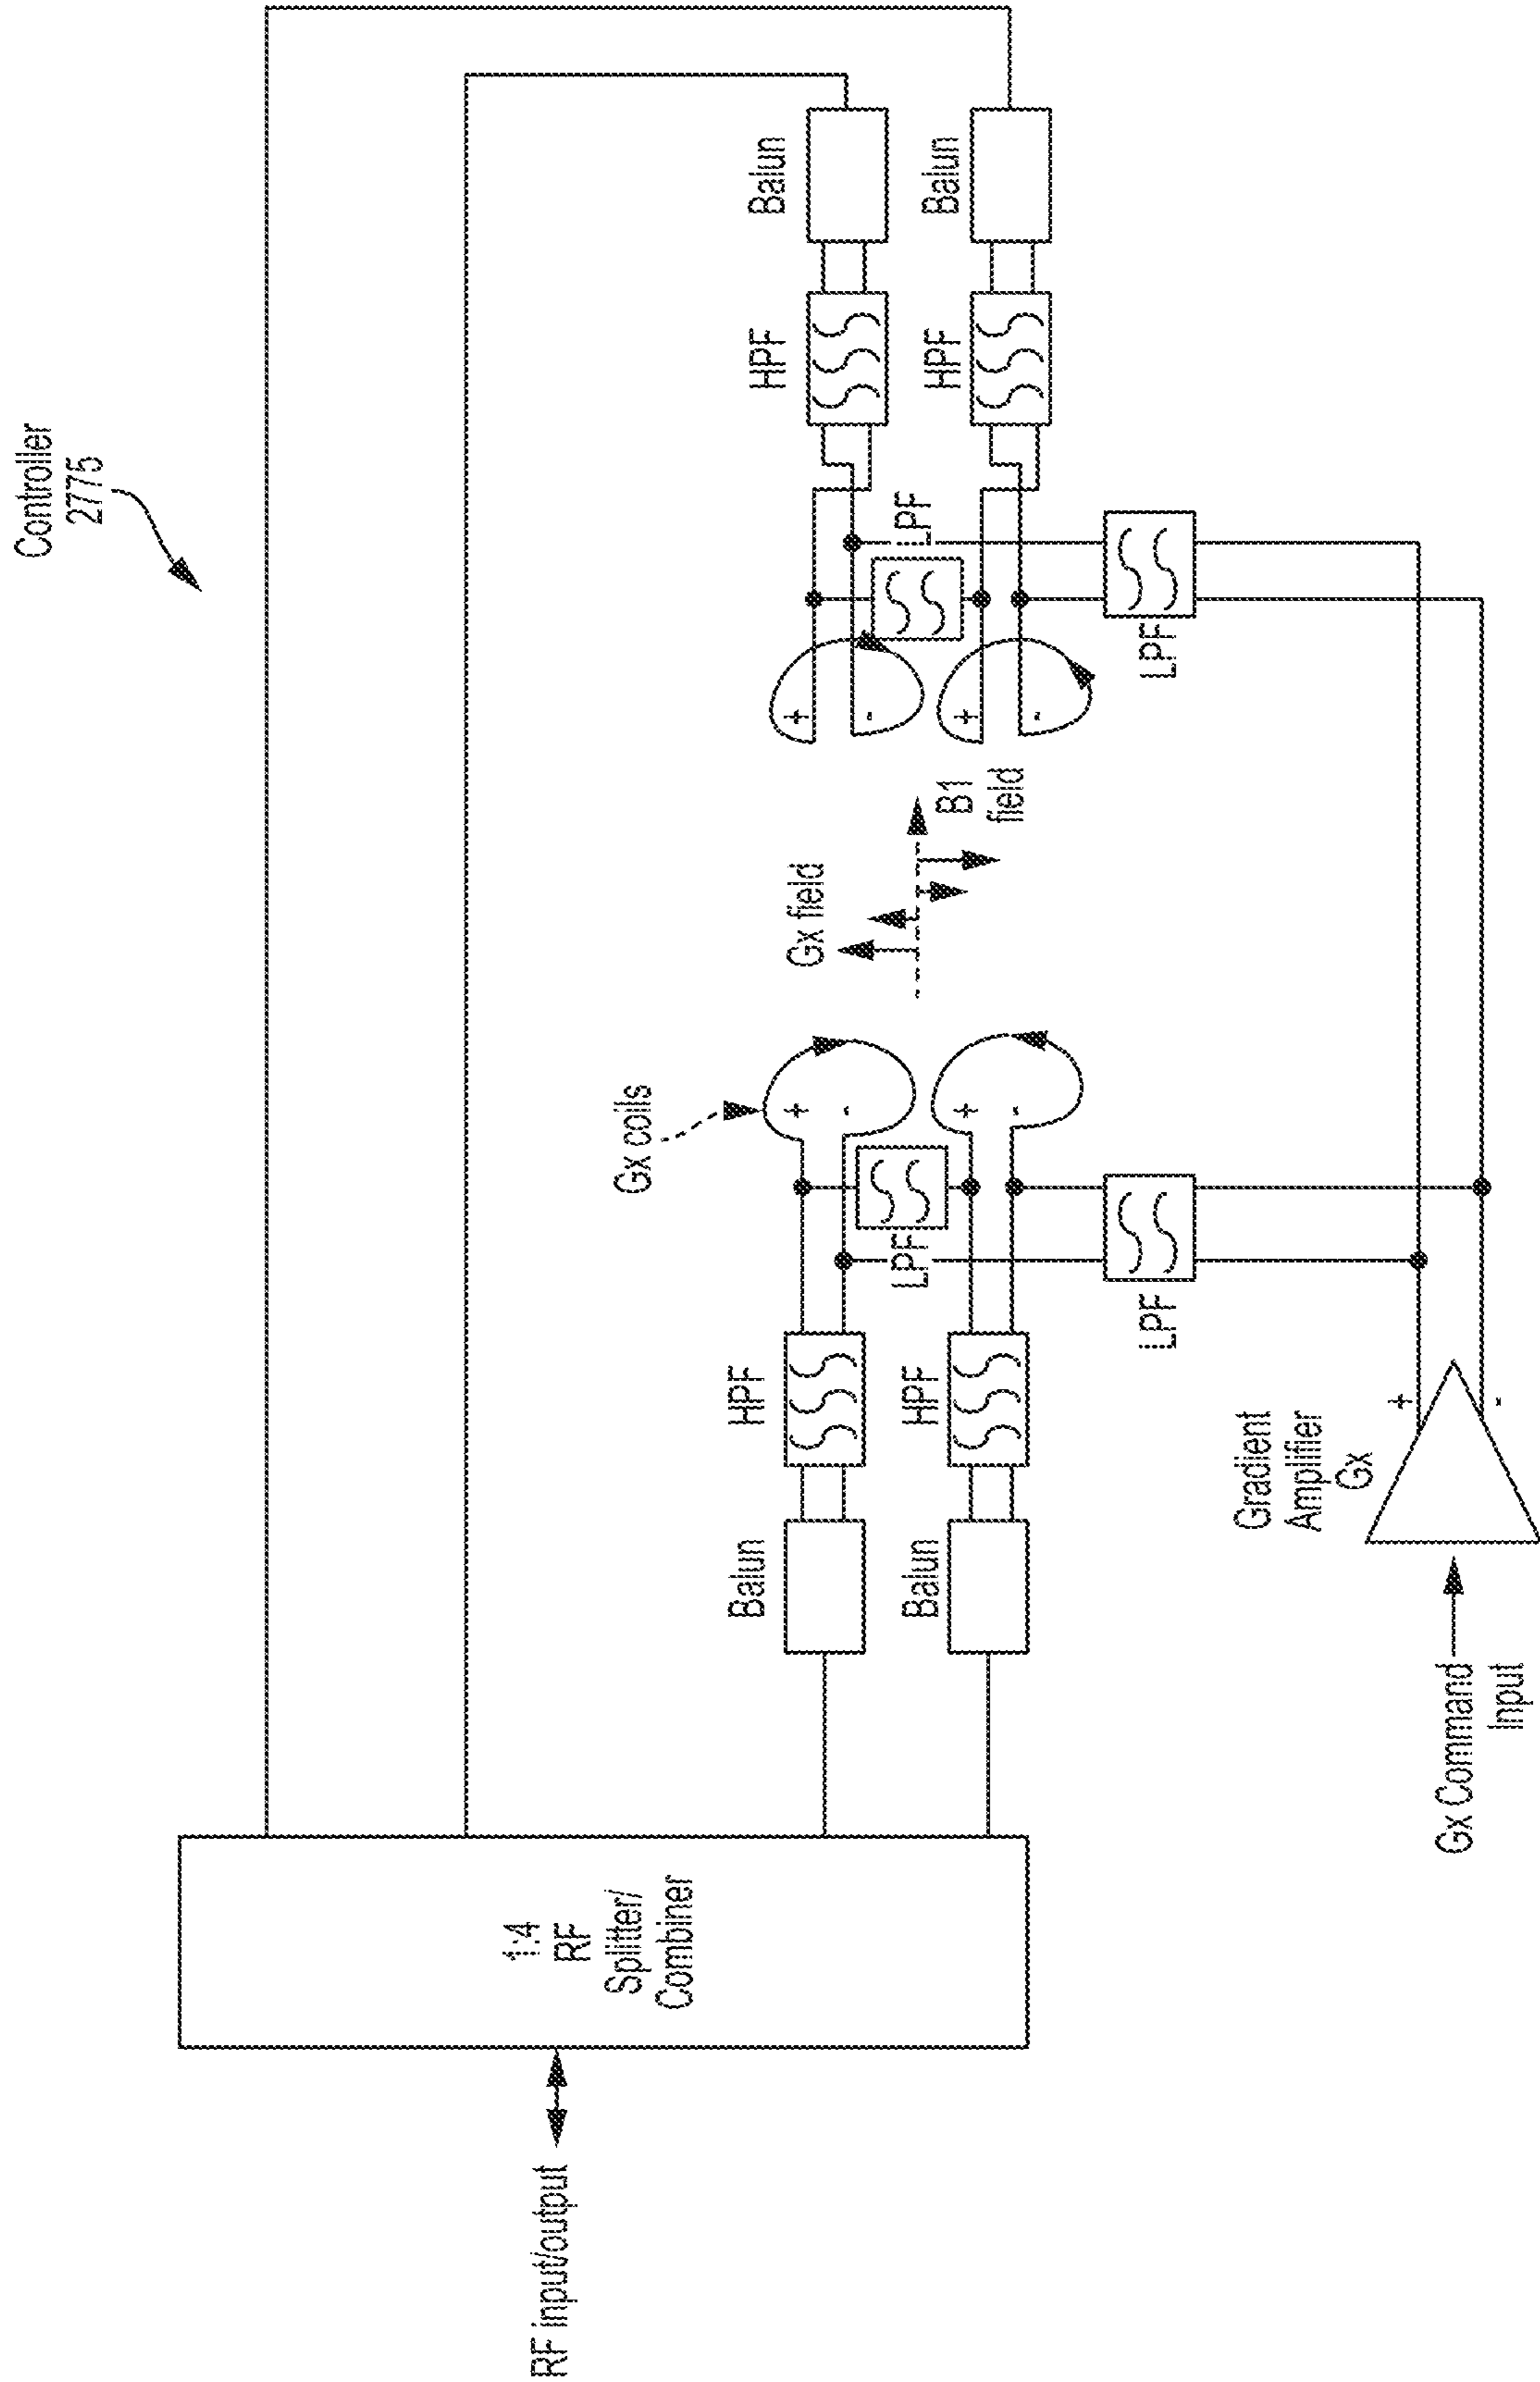 Controller
2775
RF input/output
1:4
RF
Splitter/
Combiner
Balun
HPF
Gx coils
+
-
Gx field
+
-
HPF
Balun
LPF
LPF
Balun
HPF
+
-
B1
field
+
-
HPF
Balun
LPF
LPF
Gx Command
Input
Gradient
Amplifier
Gx
+
-